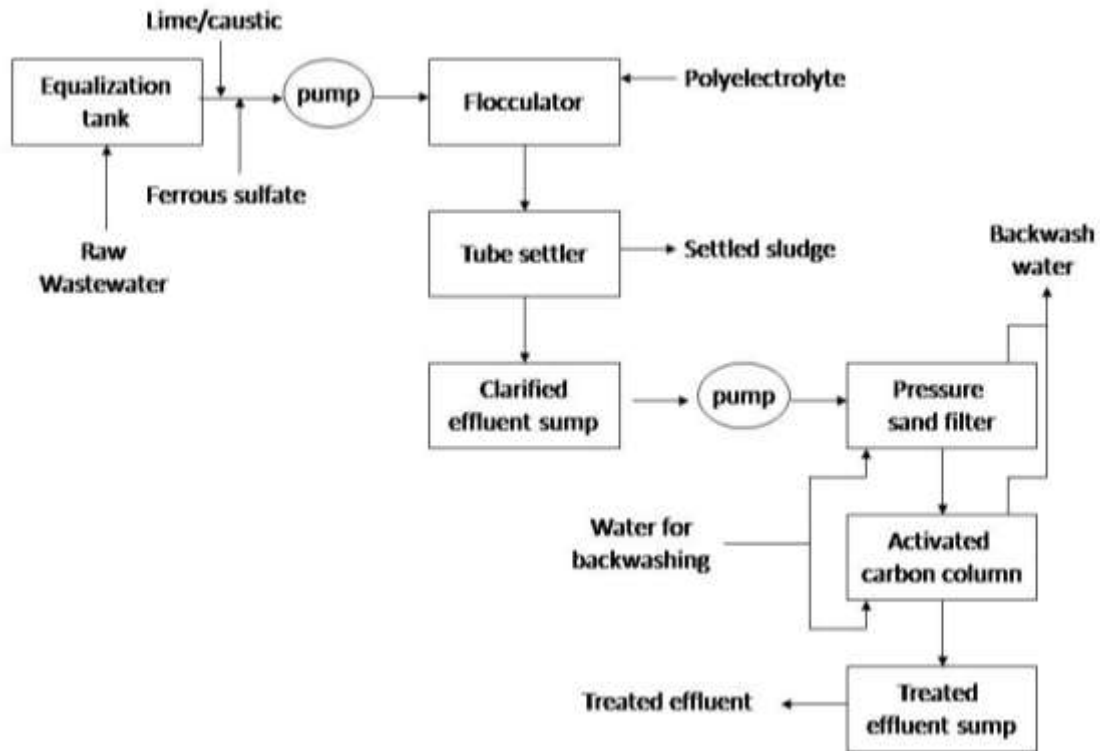 Lime/caustic
Equalization
tank
pump
Flocculator
Polyelectrolyte
Ferrous sulfate
Raw
Wastewater
Tube settler
Settled sludge
Backwash
water
Clarified
effluent sump
pump
Pressure
sand filter
Water for
backwashing
Activated
carbon column
Treated effluent
Treated
effluent sump